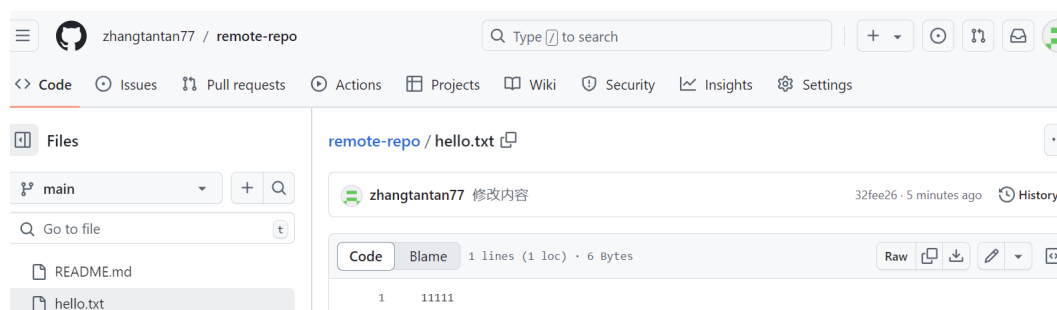 zhangtantan77 / remote-repo
Type / to search
Code Issues Pull requests Actions Projects Wiki Security Insights Settings
Files
remote-repo / hello.txt
main
zhangtantan77 修改内容
32fee26 · 5 minutes ago
History
Go to file t
Code Blame 1 lines (1 loc) · 6 Bytes
Raw
README.md
1 11111
hello.txt